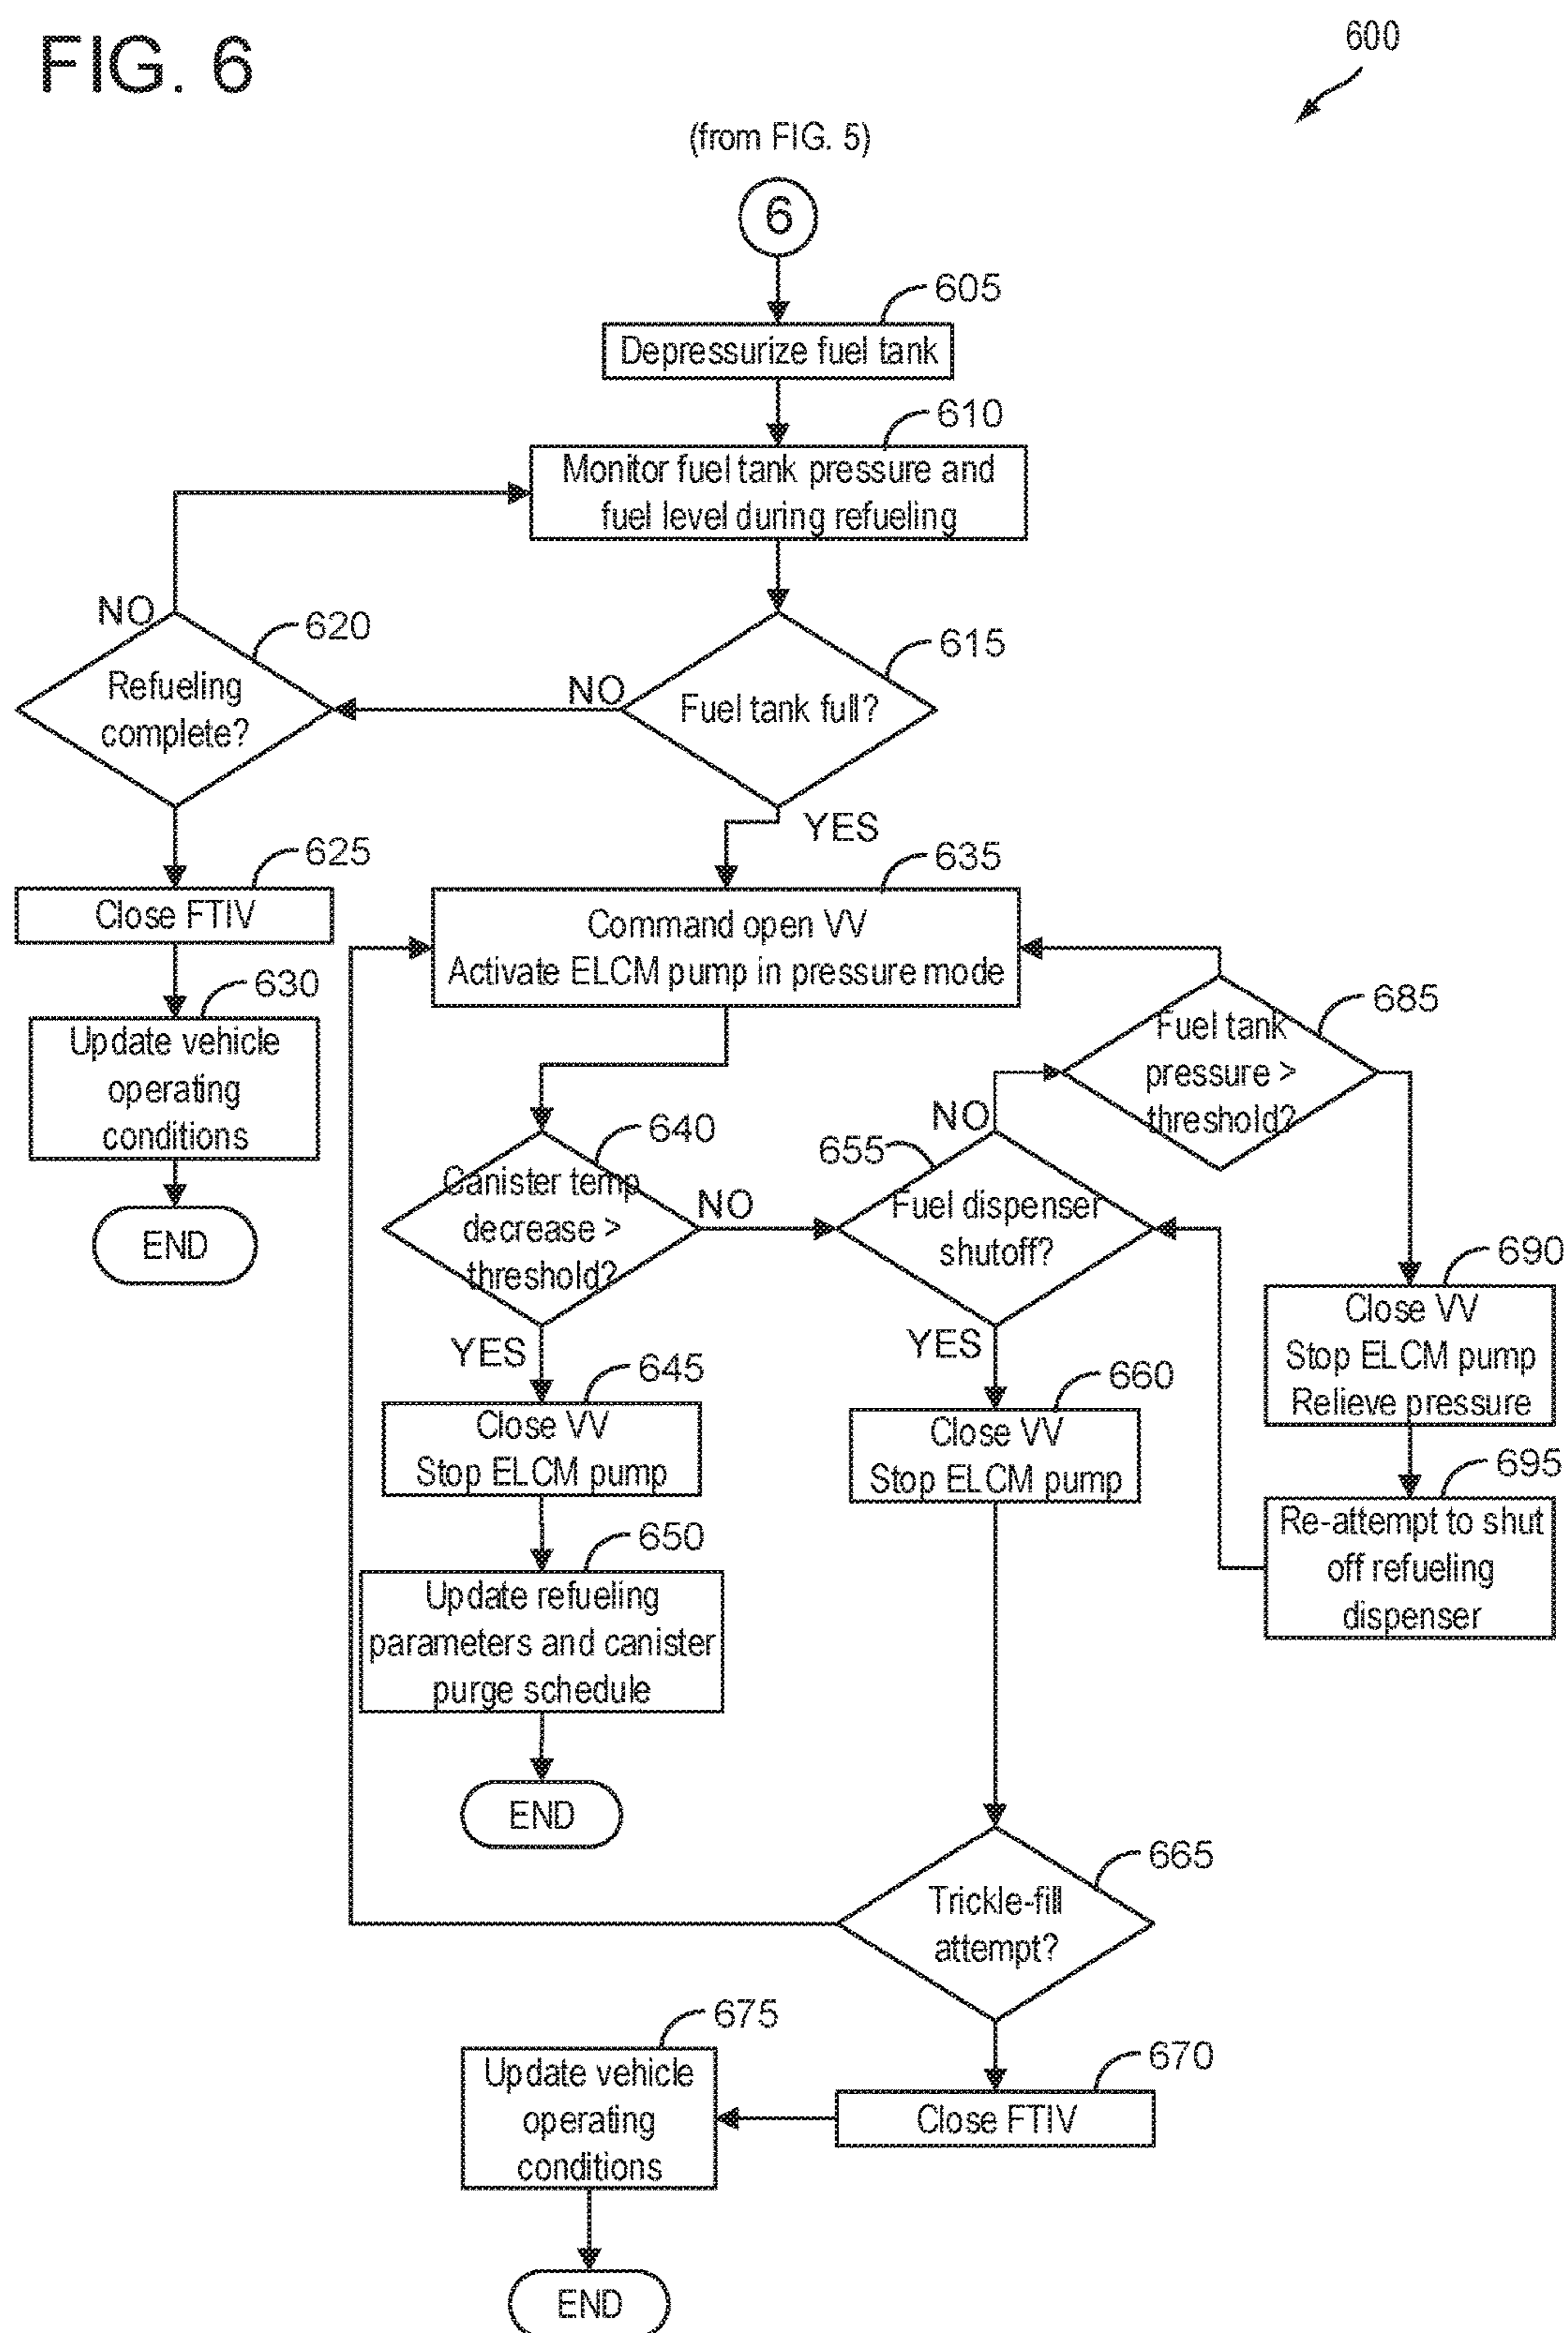 FIG. 6
600
(from FIG. 5)
6
605
Depressurize fuel tank
610
Monitor fuel tank pressure and
fuel level during refueling
NO
620
Refueling
complete?
NO
615
Fuel tank full?
YES
625
Close FTIV
630
Update vehicle
operating
conditions
END
635
Command open VV
Activate ELCM pump in pressure mode
685
Fuel tank
pressure >
threshold?
640
Canister temp
decrease >
threshold?
NO
655
NO
Fuel dispenser
shutoff?
YES
645
Close VV
Stop ELCM pump
YES
660
Close VV
Stop ELCM pump
690
Close VV
Stop ELCM pump
Relieve pressure
695
Re-attempt to shut
off refueling
dispenser
650
Update refueling
parameters and canister
purge schedule
END
665
Trickle-fill
attempt?
670
Close FTIV
675
Update vehicle
operating
conditions
END